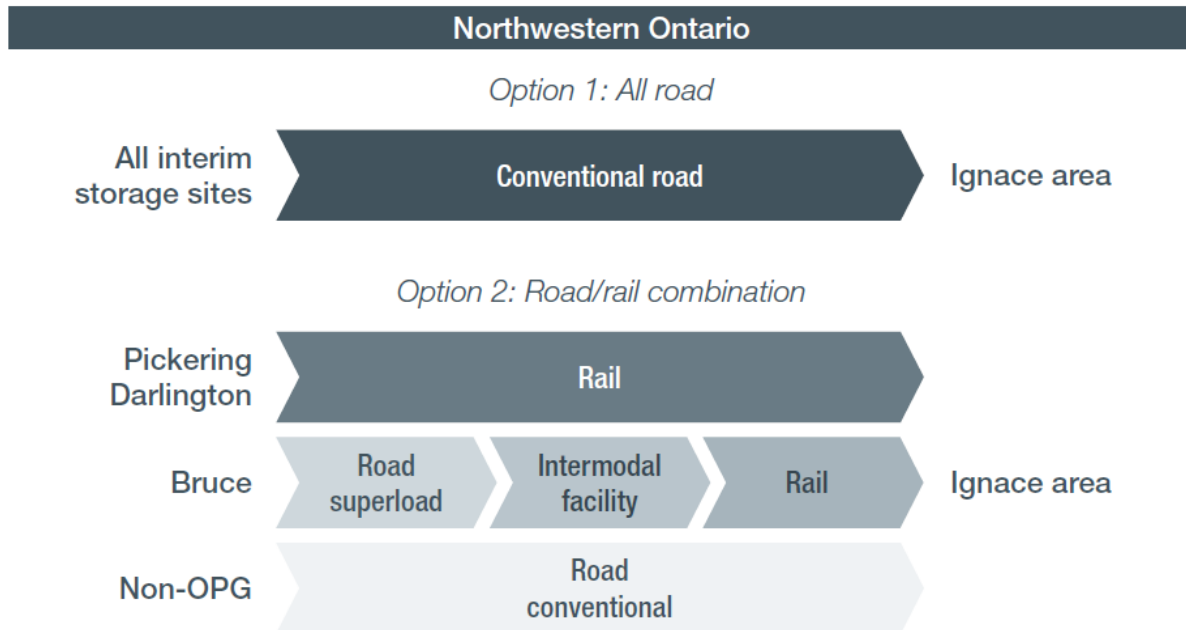 Northwestern Ontario
Option 1: All road
All interim
storage sites
Conventional road
Ignace area
Option 2: Road/rail combination
Pickering
Darlington
Rail
Bruce
Road
superload
Intermodal
facility
Rail
Ignace area
Non-OPG
Road
conventional